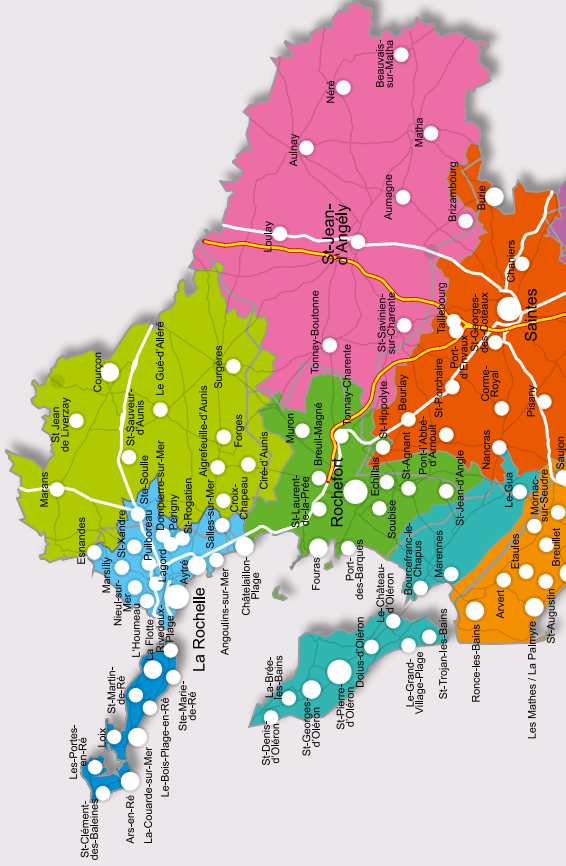 Beauvais-
sur-Matha
Néré
Matha
Aulnay
Aumagne
Brizambourg
Burie
Loulay
St-Jean-
d'Angély
Chaniers
Taillebourg
St-Savinien-
sur-Charente
Port-
d'Envaux
St-Georges-
des-Coteaux
Saintes
Tonnay-Boutonne
Courçon
Le Gué-d'Alléré
Surgères
St Jean
de Liverzay
St-Sauveur-
d'Aunis
Aigrefeuille-d'Aunis
Forges
Ciré-d'Aunis
Muron
Breuil-Magné
Tonnay-Charente
St-Hippolyte
Beurlay
St-Porchaire
Corme-
Royal
Pisany
Marans
Ste-Soulle
Dompierre-sur-Mer
Périgny
St-Rogatien
Salles-sur-Mer
Croix-
Chapeau
St-Laurent-
de-la-Prée
Rochefort
Echillais
St-Agnant
Pont-l'Abbé-
d'Arnoult
Nancras
St-Jean-d'Angle
Soubise
Le-Gua
Saujon
Mornac-
sur-Seudre
Esnandes
St-Xandre
Marsilly
Puilboreau
Lagord
Nieul-sur-
Mer
L'Houmeau
Aytré
La Rochelle
Angoulins-sur-Mer
Châtelaillon-
Plage
Fouras
Port-
des-Barques
Bourcefranc-le-
Chapus
Marennes
Etaules
Arvert
Breuillet
St-Augustin
Ronce-les-Bains
Les Mathes / La Palmyre
La Flotte
Rivedoux-
Plage
St-Martin-
de-Ré
Ste-Marie-
de-Ré
Le-Bois-Plage-en-Ré
La-Couarde-sur-Mer
Loix
Les-Portes-
en-Ré
Ars-en-Ré
St-Clément-
des-Baleines
Le-Château-
d'Oléron
St-Trojan-les-Bains
Le-Grand-
Village-Plage
Dolus-d'Oléron
St-Pierre-
d'Oléron
La-Brée-
les-Bains
St-Georges-
d'Oléron
St-Denis-
d'Oléron